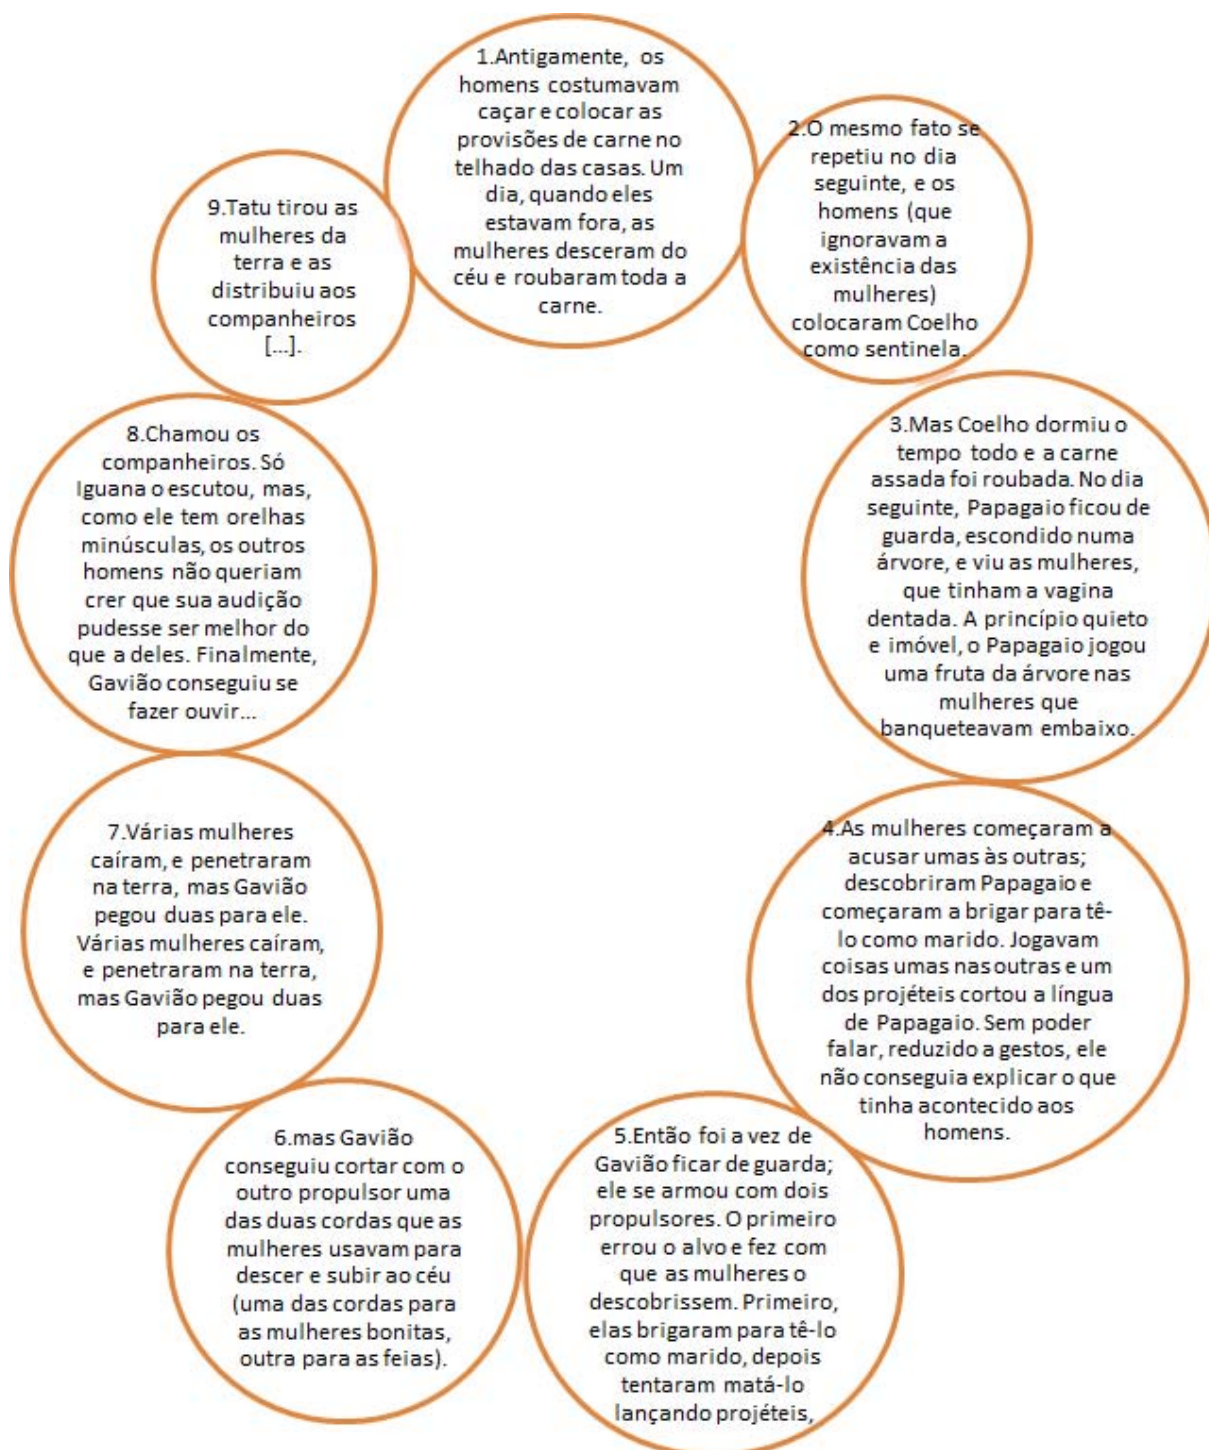 1.Antigamente, os
homens costumavam
caçar e colocar as
provisões de carne no
telhado das casas. Um
dia, quando eles
estavam fora, as
mulheres desceram do
céu e roubaram toda a
carne.
2.O mesmo fato se
repetiu no dia
seguinte, e os
homens (que
ignoravam a
existência das
mulheres)
colocaram Coelho
como sentinela.
3.Mas Coelho dormiu o
tempo todo e a carne
assada foi roubada. No dia
seguinte, Papagaio ficou de
guarda, escondido numa
árvore, e viu as mulheres,
que tinham a vagina
dentada. A princípio quieto
e imóvel, o Papagaio jogou
uma fruta da árvore nas
mulheres que
banqueteavam embaixo.
4.As mulheres começaram a
acusar umas às outras;
descobriram Papagaio e
começaram a brigar para tê-
lo como marido. Jogavam
coisas umas nas outras e um
dos projéteis cortou a língua
de Papagaio. Sem poder
falar, reduzido a gestos, ele
não conseguia explicar o que
tinha acontecido aos
homens.
5.Então foi a vez de
Gavião ficar de guarda;
ele se armou com dois
propulsores. O primeiro
errou o alvo e fez com
que as mulheres o
descobrissem. Primeiro,
elas brigaram para tê-lo
como marido, depois
tentaram matá-lo
lançando projéteis,
6.mas Gavião
conseguiu cortar com o
outro propulsor uma
das duas cordas que as
mulheres usavam para
descer e subir ao céu
(uma das cordas para
as mulheres bonitas,
outra para as feias).
7.Várias mulheres
caíram, e penetraram
na terra, mas Gavião
pegou duas para ele.
Várias mulheres caíram,
e penetraram na terra,
mas Gavião pegou duas
para ele.
8.Chamou os
companheiros. Só
Iguana o escutou, mas,
como ele tem orelhas
minúsculas, os outros
homens não queriam
crer que sua audição
pudesse ser melhor do
que a deles. Finalmente,
Gavião conseguiu se
fazer ouvir...
9.Tatu tirou as
mulheres da
terra e as
distribuiu aos
companheiros
[...].